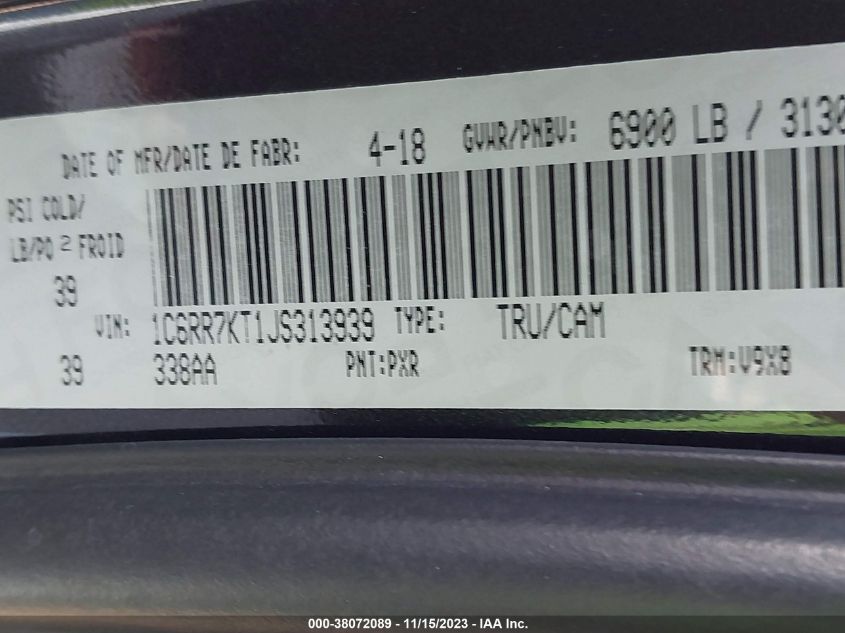 DATE OF MFR/DATE DE FABR: 4-18 GVWR/PNBV: 6900 LB / 3130
PSI COLD/
LB/PO 2 FROID
39
VIN: 1C6RR7KT1JS313939 TYPE: TRU/CAM
39 338AA PNT:PXR TRM:V9X8
000-38072089 - 11/15/2023 - IAA Inc.